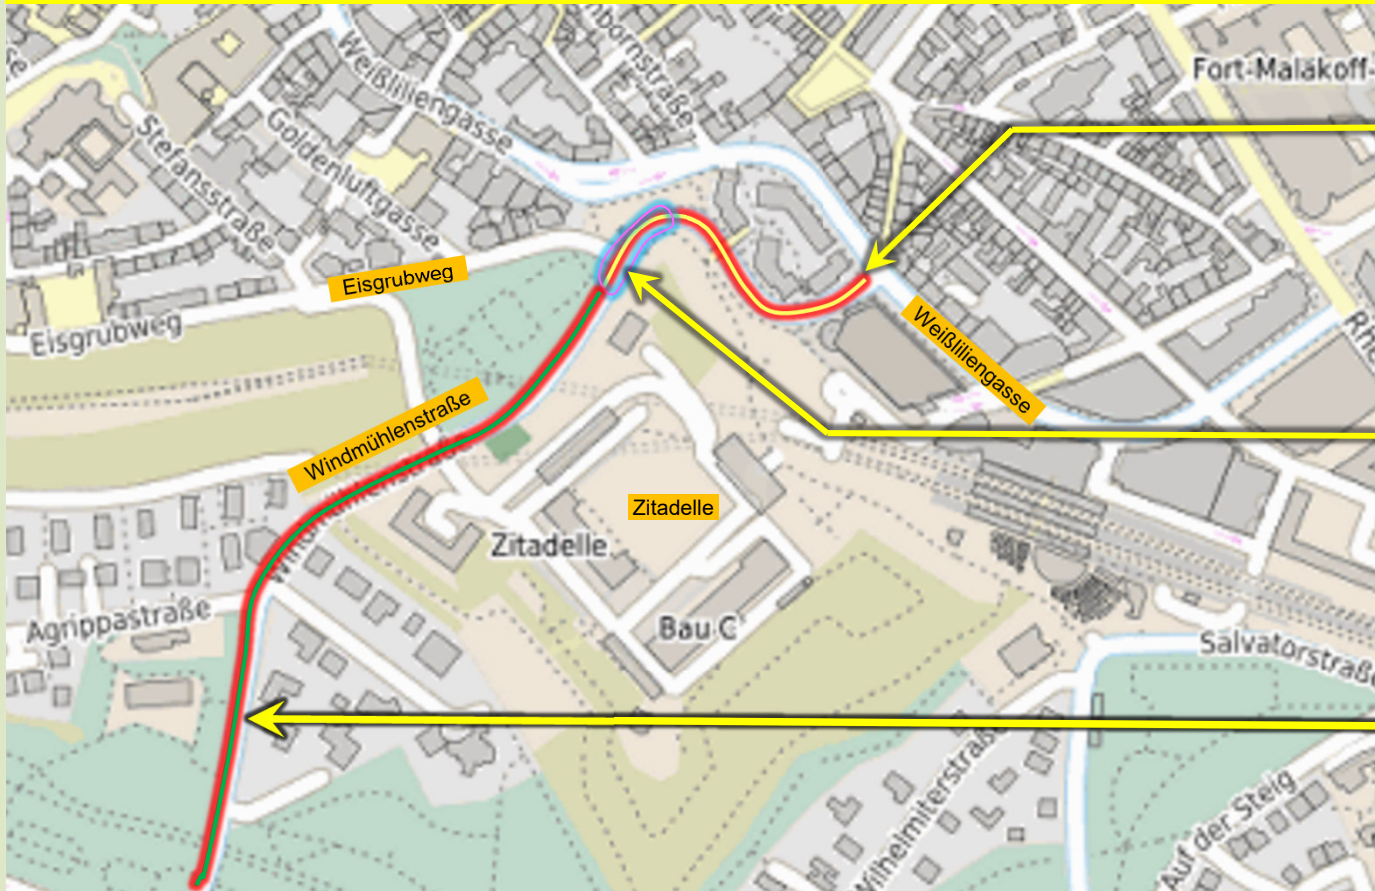 Fort-Malakoff-
Weißliliengasse
Goldenluftgasse
Stefansstraße
Eisgrubweg
Eisgrubweg
Weißliliengasse
Windmühlenstraße
Zitadelle
Zitadelle
Bau C
Agrippastraße
Salvatorstraße
Wilhelmiterstraße
Auf der Steig